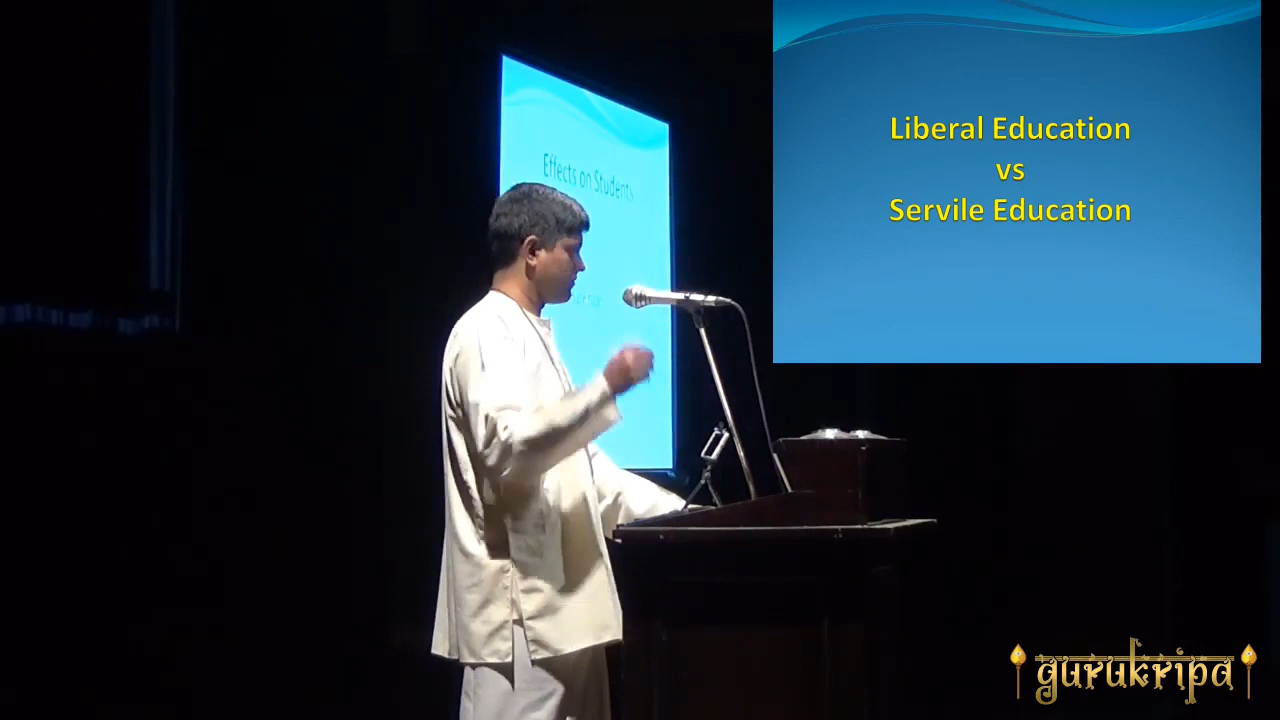 Liberal Education
vs
Servile Education
Effects on Students
gurukripa